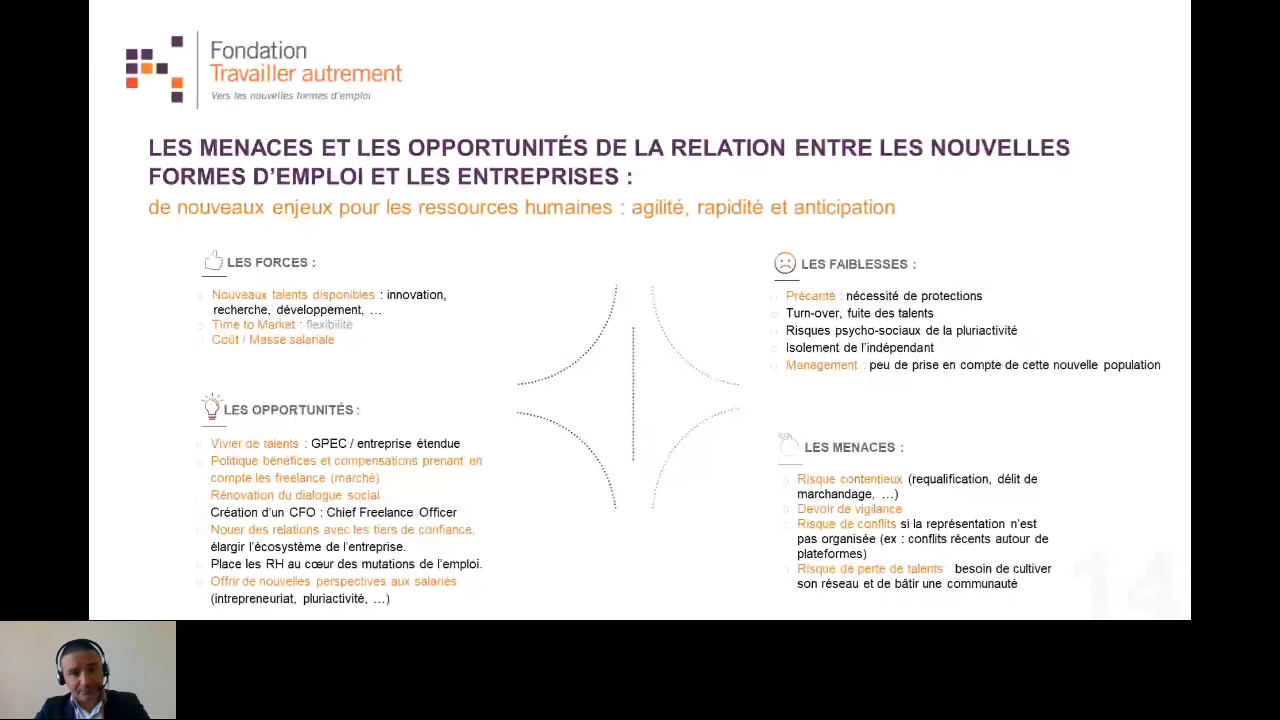 Fondation
Travailler autrement
Vers les nouvelles formes d'emploi
LES MENACES ET LES OPPORTUNITÉS DE LA RELATION ENTRE LES NOUVELLES
FORMES D'EMPLOI ET LES ENTREPRISES :
de nouveaux enjeux pour les ressources humaines : agilité, rapidité et anticipation
LES FORCES :
Nouveaux talents disponibles : innovation,
recherche, développement, …
Time to Market : flexibilité
Coût / Masse salariale
LES OPPORTUNITÉS :
Vivier de talents : GPEC / entreprise étendue
Politique bénéfices et compensations prenant en
compte les freelance (marché)
Rénovation du dialogue social
Création d'un CFO : Chief Freelance Officer
Nouer des relations avec les tiers de confiance,
élargir l'écosystème de l'entreprise.
Place les RH au cœur des mutations de l'emploi.
Offrir de nouvelles perspectives aux salariés
(intrepreneuriat, pluriactivité, …)
LES FAIBLESSES :
Précarité : nécessité de protections
Turn-over, fuite des talents
Risques psycho-sociaux de la pluriactivité
Isolement de l'indépendant
Management : peu de prise en compte de cette nouvelle population
LES MENACES :
Risque contentieux (requalification, délit de
marchandage, …)
Devoir de vigilance
Risque de conflits si la représentation n'est
pas organisée (ex : conflits récents autour de
plateformes)
Risque de perte de talents besoin de cultiver
son réseau et de bâtir une communauté
14